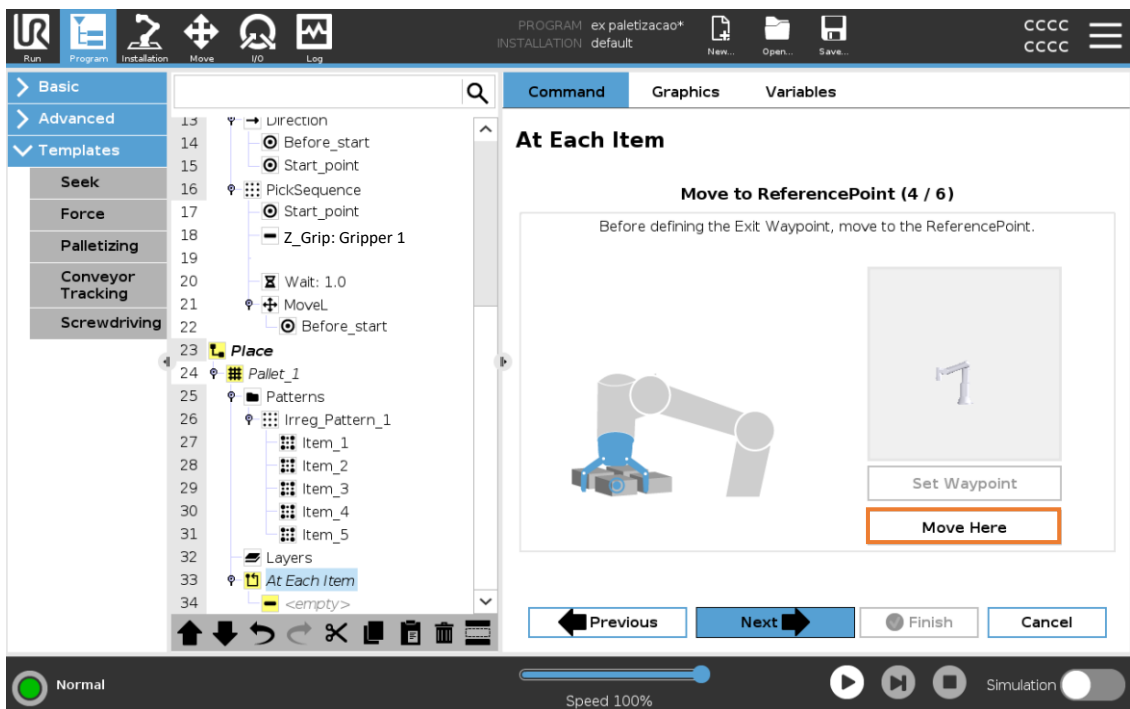 PROGRAM ex paletizacao*
INSTALLATION default
CCCC
CCCC
Run Program Installation Move I/O Log New... Open... Save...
Basic
Advanced
Templates
Seek
Force
Palletizing
Conveyor
Tracking
Screwdriving
13 Direction
14 Before_start
15 Start_point
16 PickSequence
17 Start_point
18 Z_Grip: Gripper 1
19
20 Wait: 1.0
21 MoveL
22 Before_start
23 Place
24 Pallet_1
25 Patterns
26 Irreg_Pattern_1
27 Item_1
28 Item_2
29 Item_3
30 Item_4
31 Item_5
32 Layers
33 At Each Item
34 <empty>
Command Graphics Variables
At Each Item
Move to ReferencePoint (4 / 6)
Before defining the Exit Waypoint, move to the ReferencePoint.
Set Waypoint
Move Here
Previous Next Finish Cancel
Normal
Speed 100%
Simulation